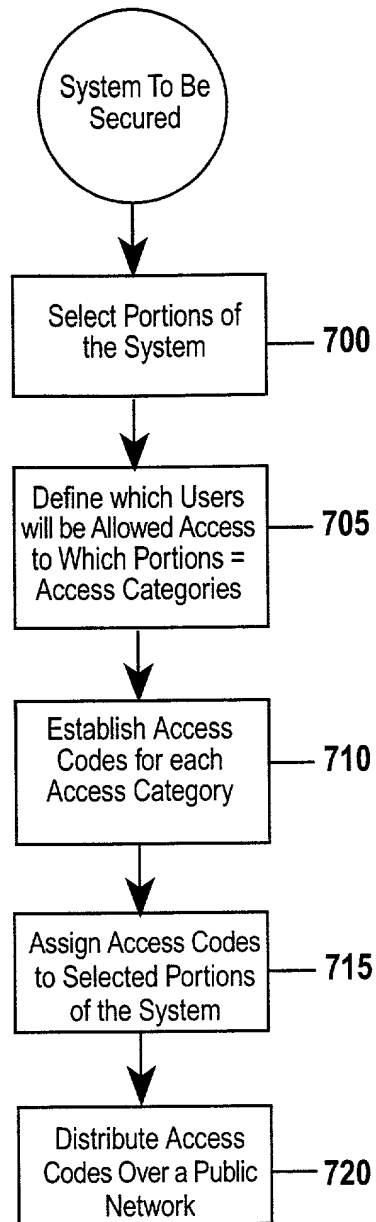 System To Be
Secured
Select Portions of
the System
700
Define which Users
will be Allowed Access
to Which Portions =
Access Categories
705
Establish Access
Codes for each
Access Category
710
Assign Access Codes
to Selected Portions
of the System
715
Distribute Access
Codes Over a Public
Network
720